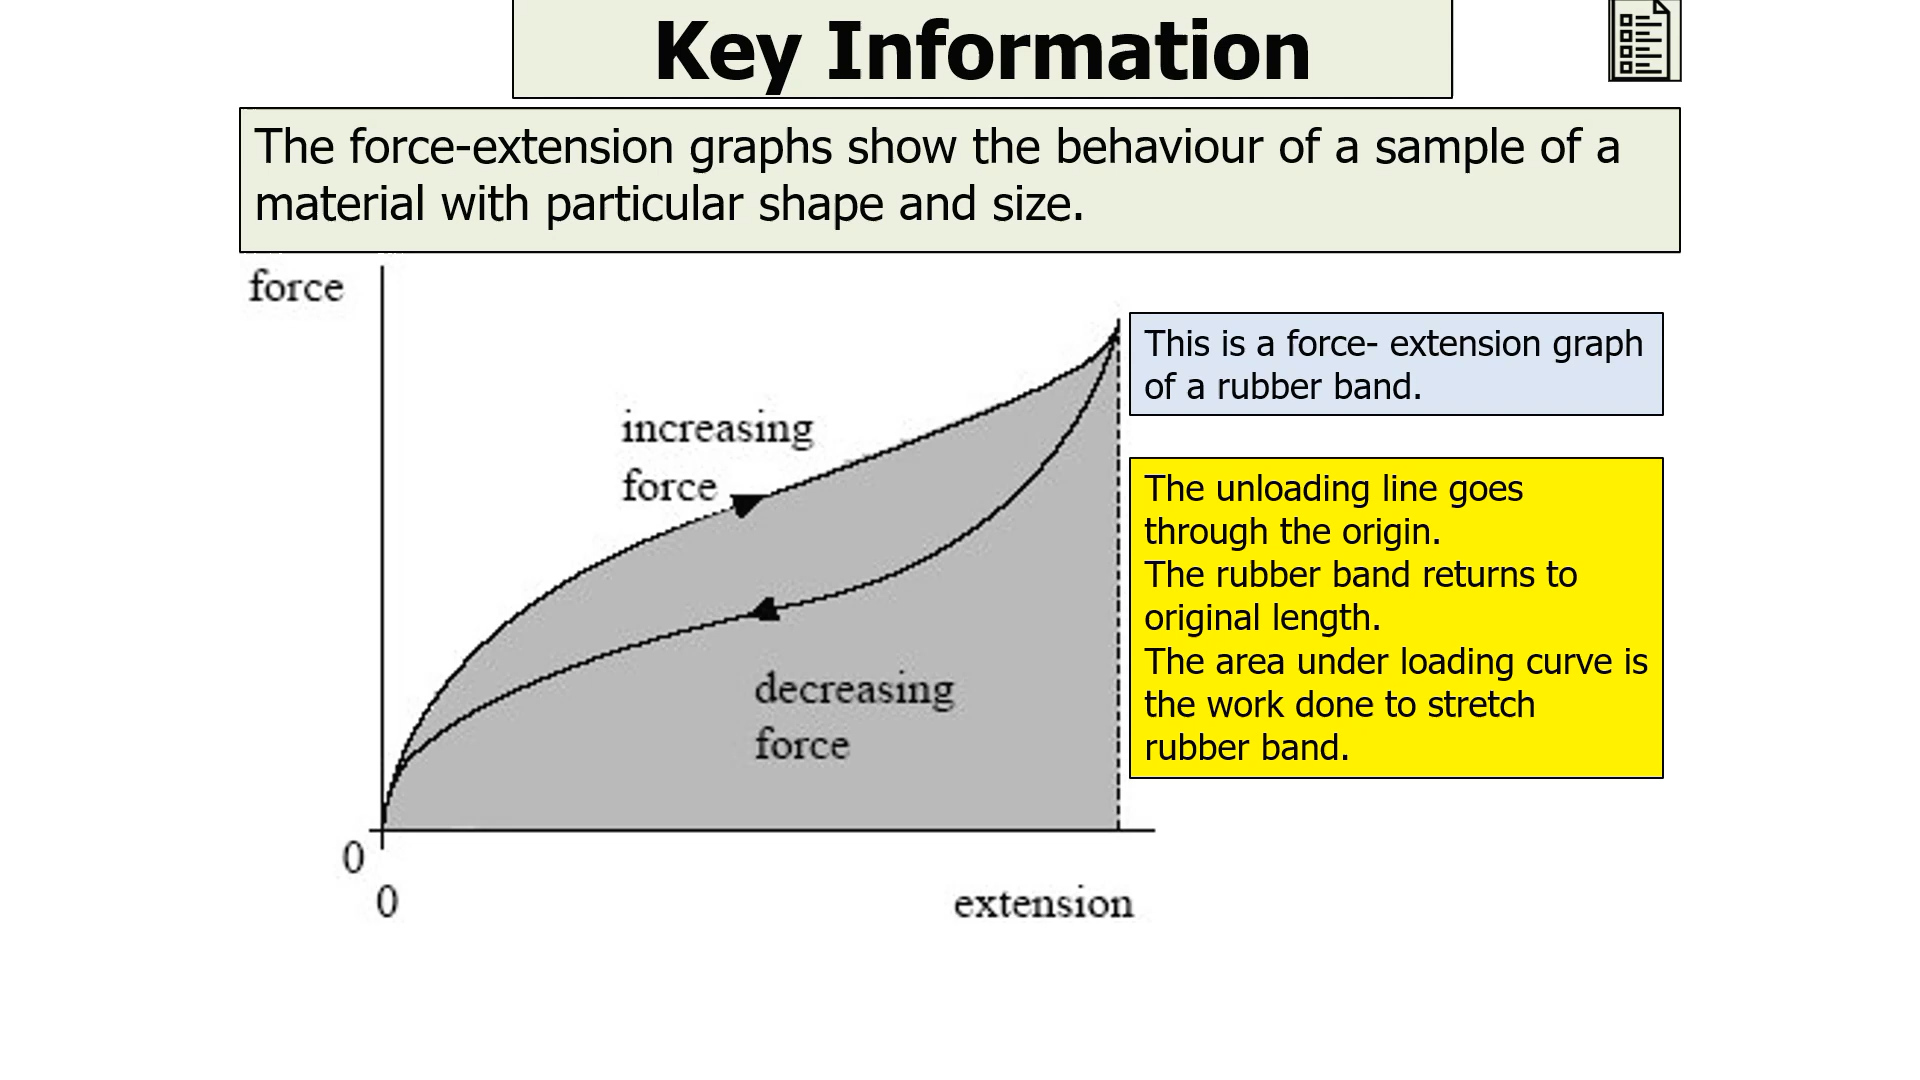 Key Information
The force-extension graphs show the behaviour of a sample of a
material with particular shape and size.
force
increasing
force
decreasing
force
0
0
extension
This is a force- extension graph
of a rubber band.
The unloading line goes
through the origin.
The rubber band returns to
original length.
The area under loading curve is
the work done to stretch
rubber band.